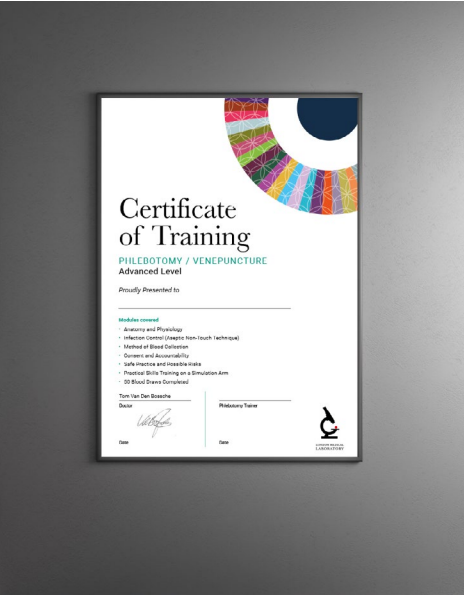 Certificate
of Training
PHLEBOTOMY / VENEPUNCTURE
Advanced Level
Proudly Presented to
Modules covered
· Anatomy and Physiology
· Infection Control (Aseptic Non-Touch Technique)
· Method of Blood Collection
· Consent and Accountability
· Safe Practice and Possible Risks
· Practical Skills Training on a Simulation Arm
· 30 Blood Draws Completed
Tom Van Den Bossche
Doctor
Phlebotomy Trainer
Date
Date
LABORATORY